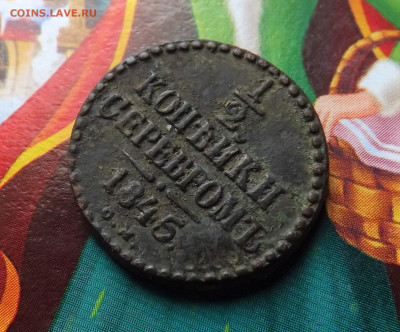 COINS.LAVE.RU
1/2
КОПѢЙКИ
СЕРЕБРОМЪ
1845